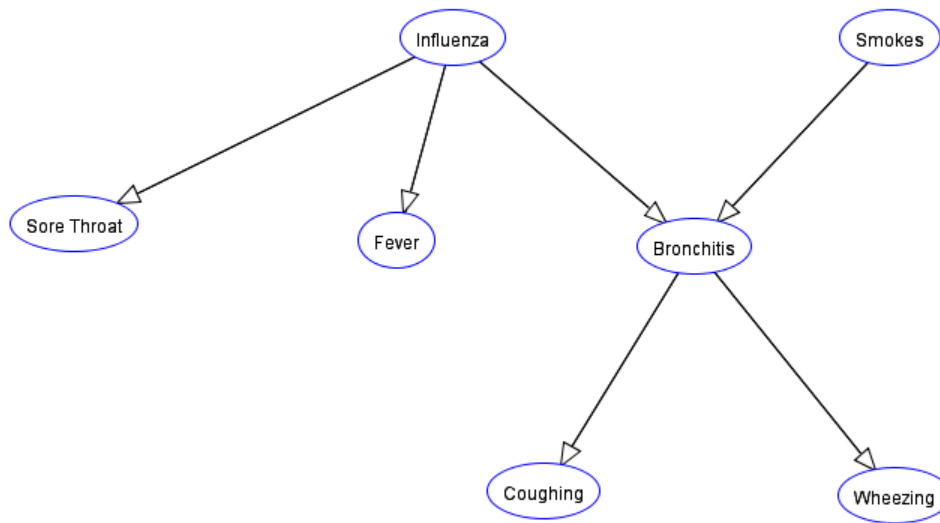 Influenza
Smokes
Sore Throat
Fever
Bronchitis
Coughing
Wheezing